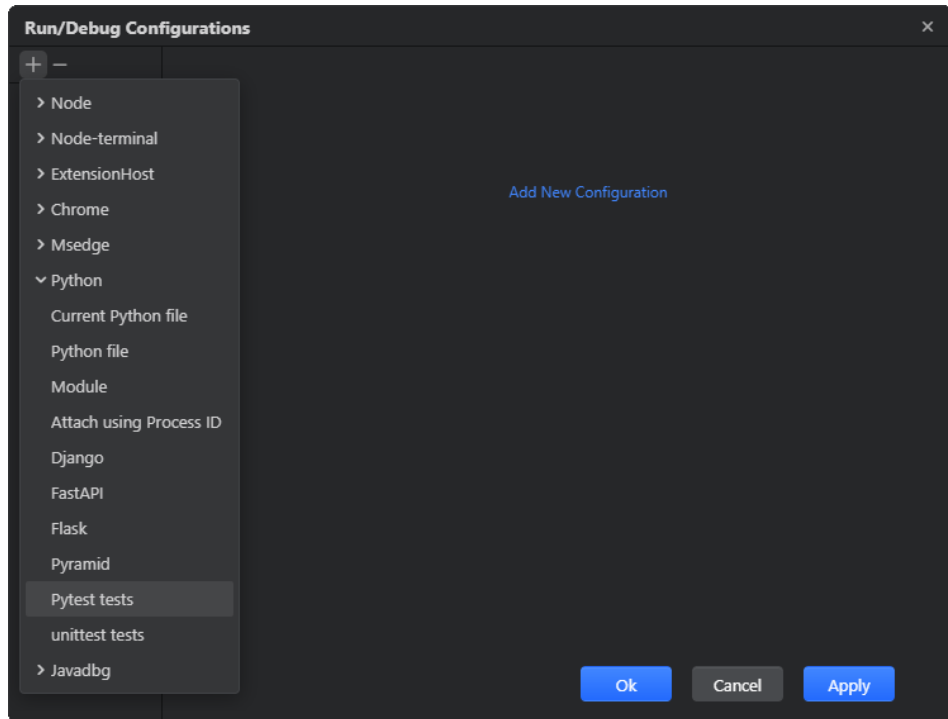 Run/Debug Configurations
Node
Node-terminal
ExtensionHost
Chrome
Msedge
Python
Current Python file
Python file
Module
Attach using Process ID
Django
FastAPI
Flask
Pyramid
Pytest tests
unittest tests
Javadbg
Add New Configuration
Ok
Cancel
Apply